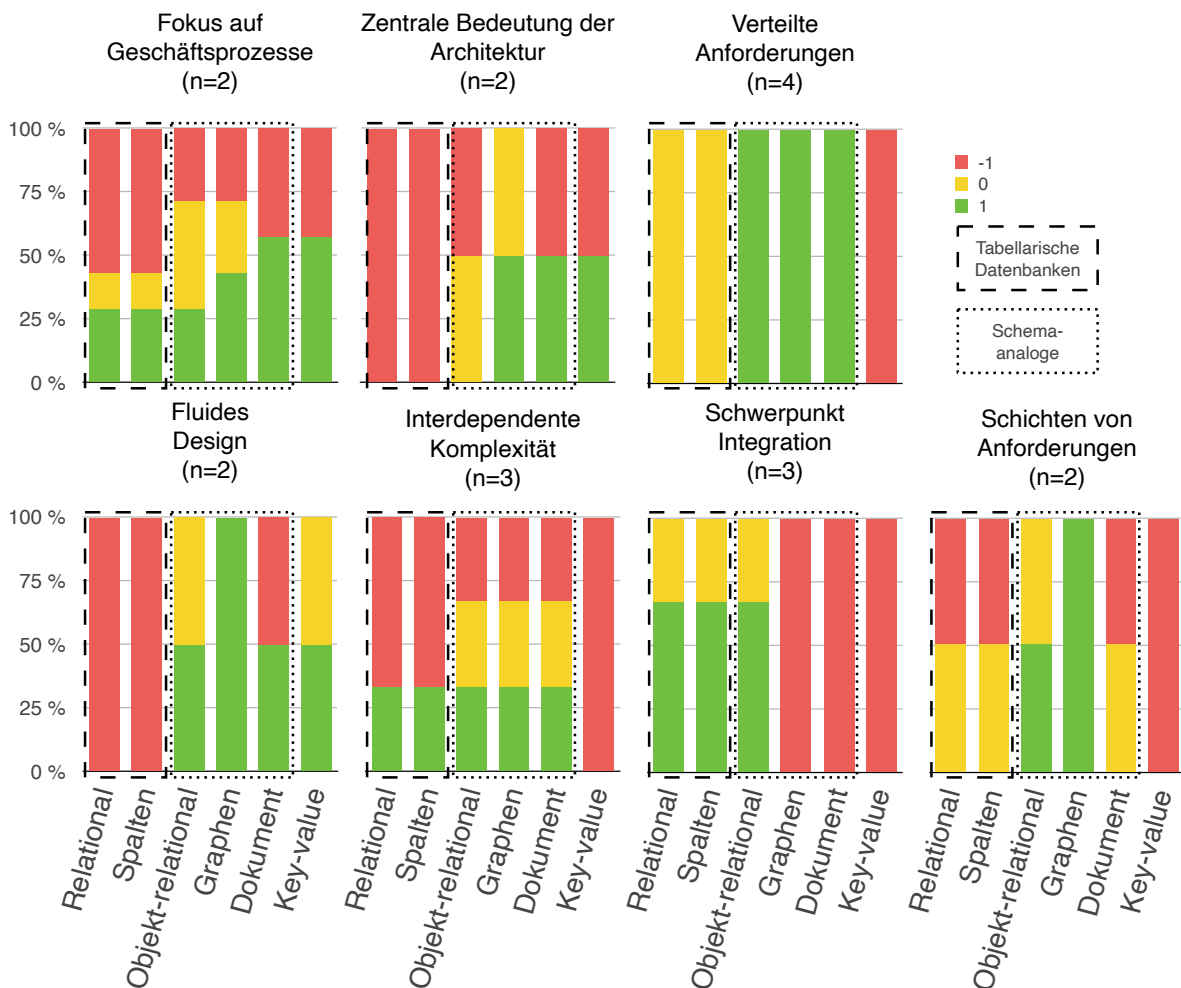 Fokus auf
Geschäftsprozesse
(n=2)
Zentrale Bedeutung der
Architektur
(n=2)
Verteilte
Anforderungen
(n=4)
100 %
75 %
50 %
25 %
0 %
-1
0
1
Tabellarische
Datenbanken
Schema-
analoge
Fluides
Design
(n=2)
Interdependente
Komplexität
(n=3)
Schwerpunkt
Integration
(n=3)
Schichten von
Anforderungen
(n=2)
100 %
75 %
50 %
25 %
0 %
Relational
Spalten
Objekt-relational
Graphen
Dokument
Key-value
Relational
Spalten
Objekt-relational
Graphen
Dokument
Key-value
Relational
Spalten
Objekt-relational
Graphen
Dokument
Key-value
Relational
Spalten
Objekt-relational
Graphen
Dokument
Key-value